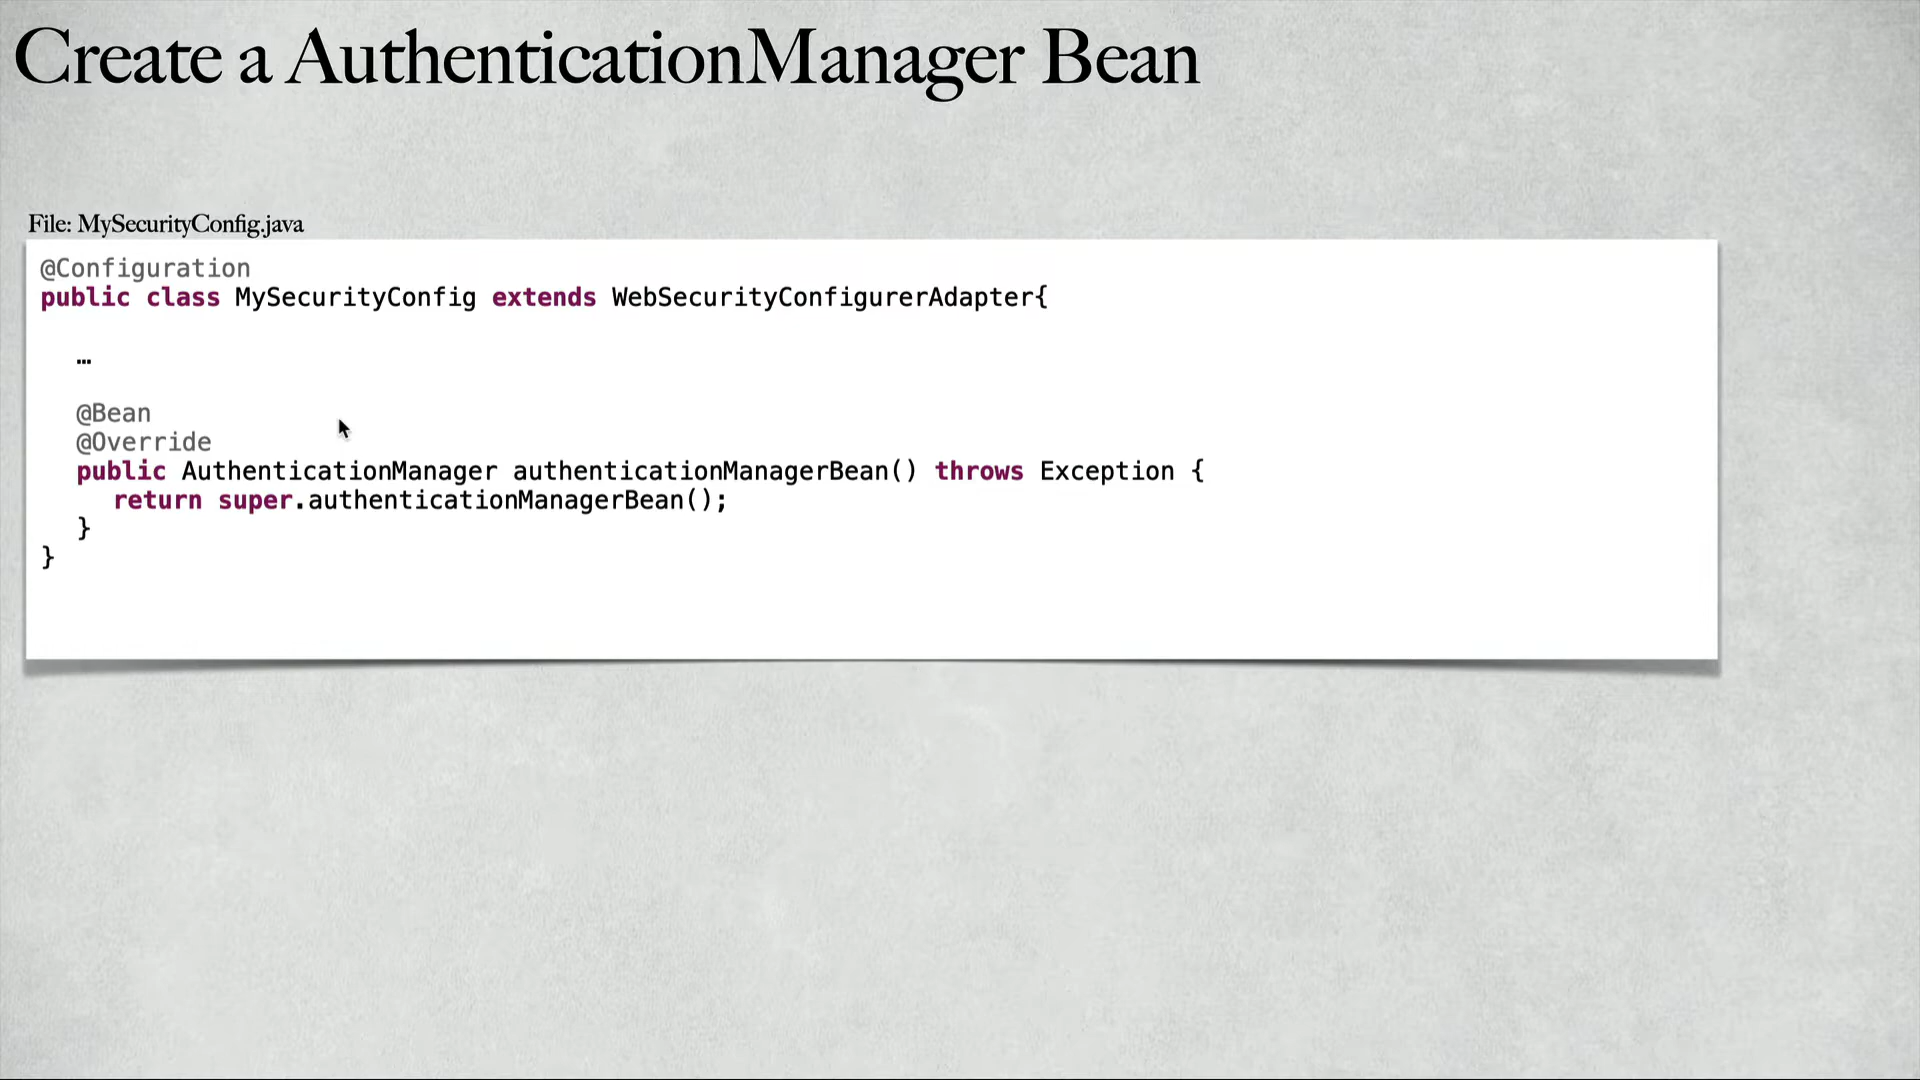 Create a AuthenticationManager Bean
File: MySecurityConfig.java
@Configuration
public class MySecurityConfig extends WebSecurityConfigurerAdapter{
…
@Bean
@Override
public AuthenticationManager authenticationManagerBean() throws Exception {
return super.authenticationManagerBean();
}
}